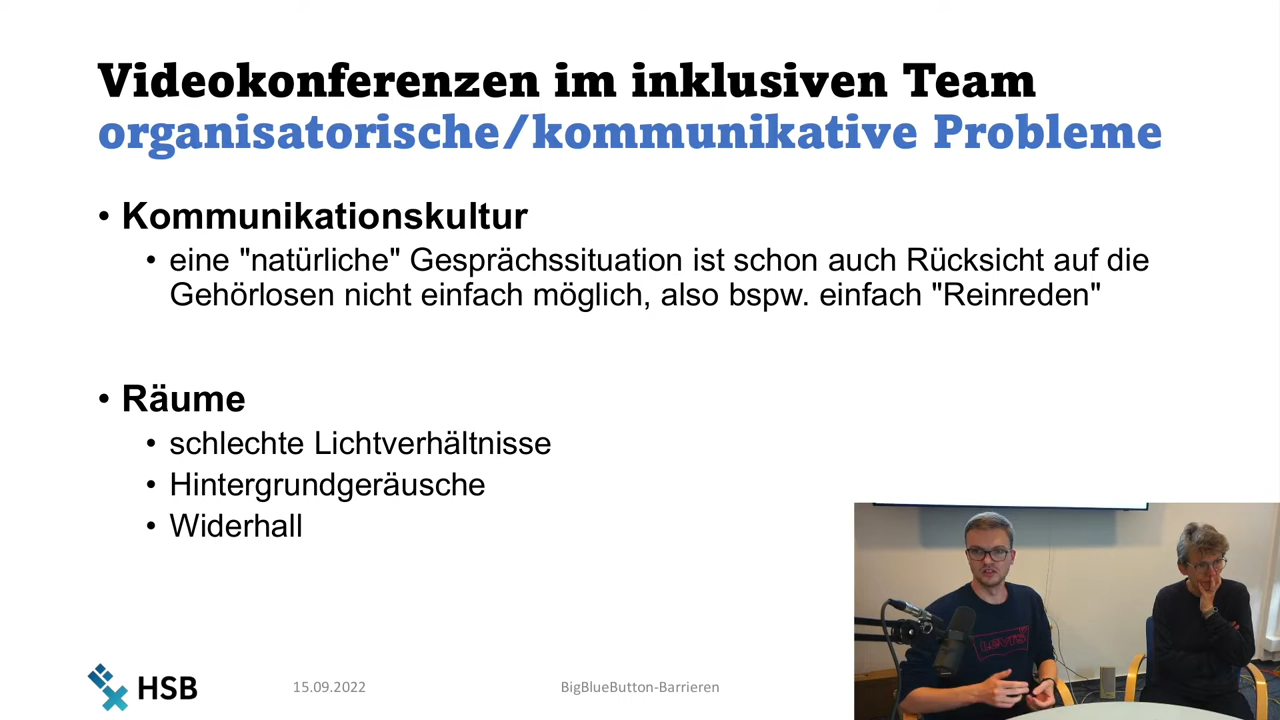 Videokonferenzen im inklusiven Team
organisatorische/kommunikative Probleme
• Kommunikationskultur
• eine "natürliche" Gesprächssituation ist schon auch Rücksicht auf die
Gehörlosen nicht einfach möglich, also bspw. einfach "Reinreden"
• Räume
• schlechte Lichtverhältnisse
• Hintergrundgeräusche
• Widerhall
HSB
15.09.2022
BigBlueButton-Barrieren
LEVI'S